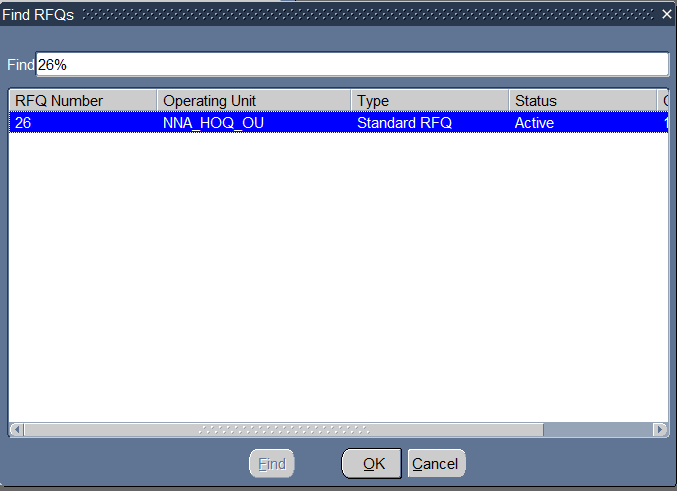 Find RFQs
Find 26%
RFQ Number Operating Unit Type Status
26 NNA_HOQ_OU Standard RFQ Active
Find OK Cancel